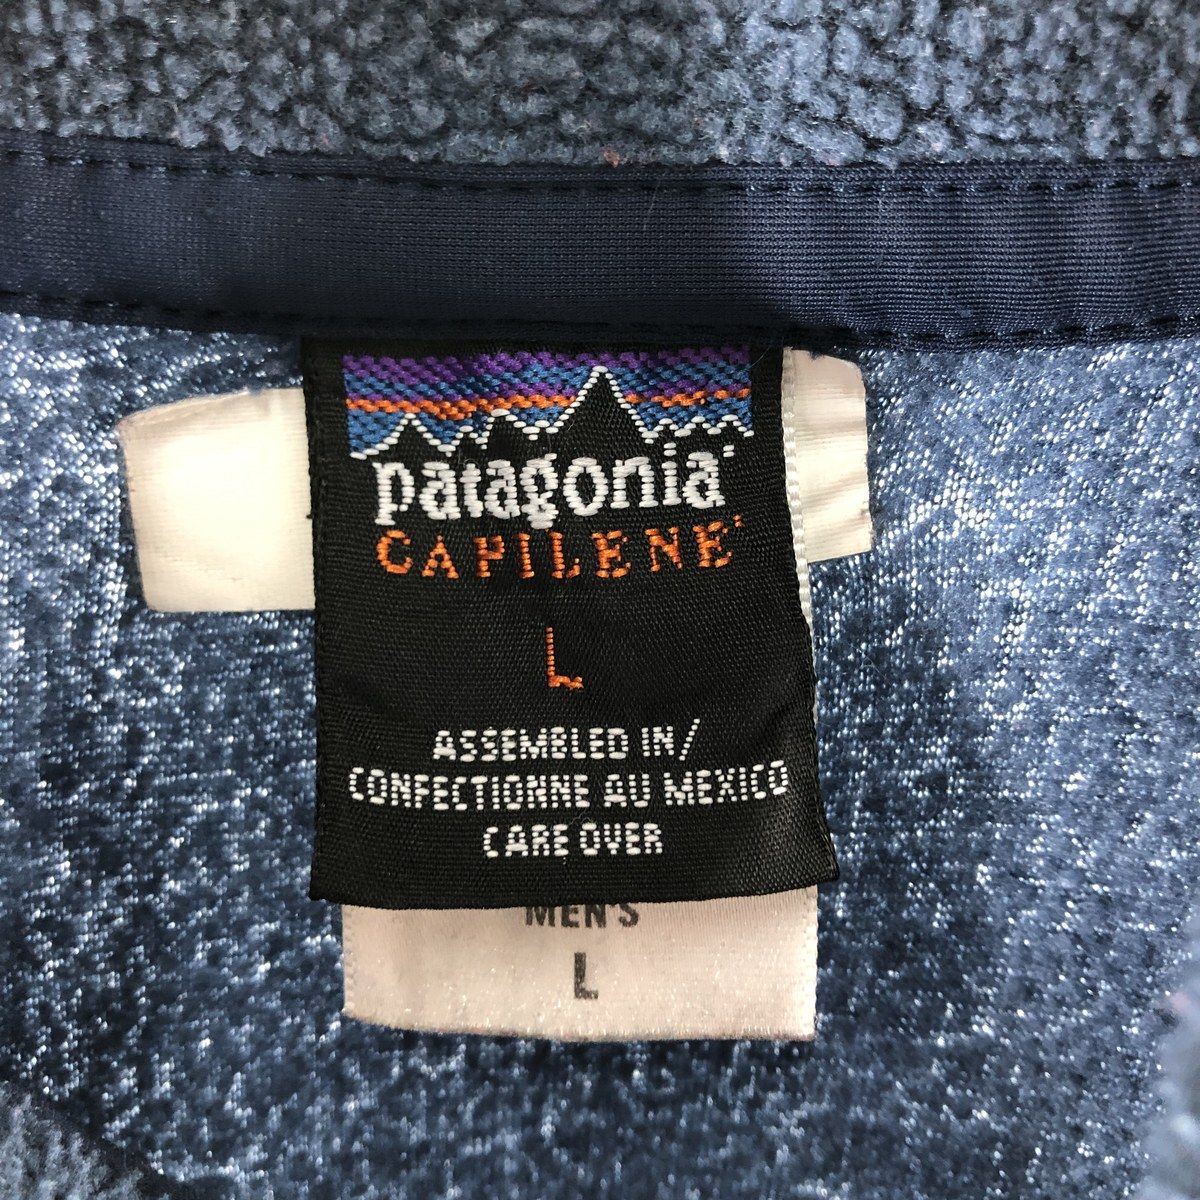 patagonia
CAPILENE
L
ASSEMBLED IN/
CONFECTIONNE AU MEXICO
CARE OVER
MEN'S
L